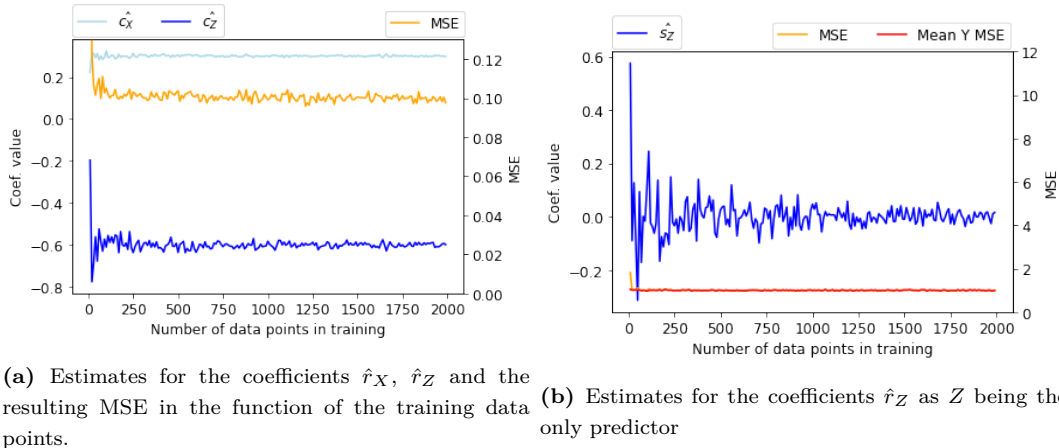 ĉ_X ĉ_Z MSE
Coef. value
0.2
0.0
−0.2
−0.4
−0.6
−0.8
0.12
0.10
0.08
0.06
0.04
0.02
0.00
MSE
0 250 500 750 1000 1250 1500 1750 2000
Number of data points in training
(a) Estimates for the coefficients r̂_X, r̂_Z and the
resulting MSE in the function of the training data
points.
ŝ_Z MSE Mean Y MSE
Coef. value
0.6
0.4
0.2
0.0
−0.2
12
10
8
6
4
2
0
MSE
0 250 500 750 1000 1250 1500 1750 2000
Number of data points in training
(b) Estimates for the coefficients r̂_Z as Z being the
only predictor